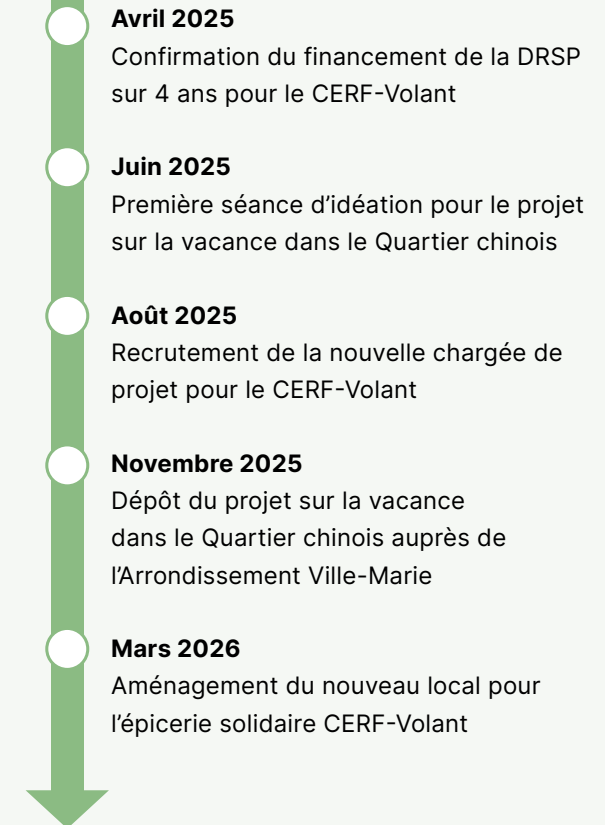 Avril 2025
Confirmation du financement de la DRSP
sur 4 ans pour le CERF-Volant
Juin 2025
Première séance d’idéation pour le projet
sur la vacance dans le Quartier chinois
Août 2025
Recrutement de la nouvelle chargée de
projet pour le CERF-Volant
Novembre 2025
Dépôt du projet sur la vacance
dans le Quartier chinois auprès de
l’Arrondissement Ville-Marie
Mars 2026
Aménagement du nouveau local pour
l’épicerie solidaire CERF-Volant